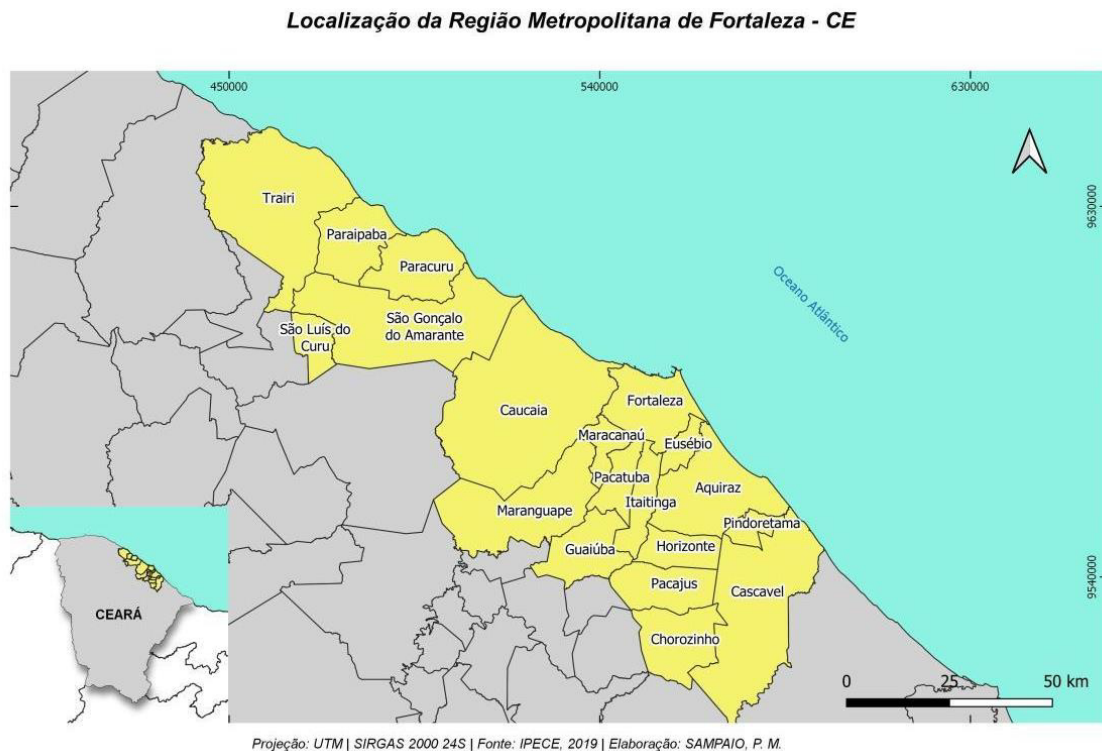 Localização da Região Metropolitana de Fortaleza - CE
450000
540000
630000
9630000
Trairi
Paraipaba
Paracuru
Oceano Atlântico
São Luís do
Curu
São Gonçalo
do Amarante
Caucaia
Fortaleza
Maracanaú
Eusébio
Pacatuba
Itaitinga
Aquiraz
Maranguape
Pindoretama
Guaiúba
Horizonte
Pacajus
Cascavel
9540000
Chorozinho
CEARÁ
0 25 50 km
Projeção: UTM | SIRGAS 2000 24S | Fonte: IPECE, 2019 | Elaboração: SAMPAIO, P. M.